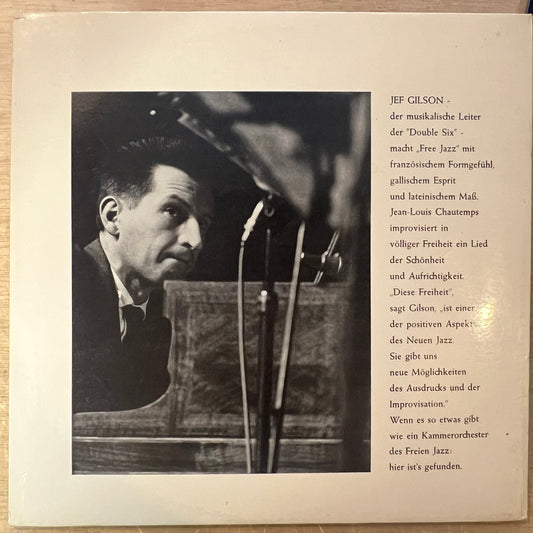 JEF GILSON -
der musikalische Leiter
der "Double Six" -
macht „Free Jazz" mit
französischem Formgefühl,
gallischem Esprit
und lateinischem Maß.
Jean-Louis Chautemps
improvisiert in
völliger Freiheit ein Lied
der Schönheit
und Aufrichtigkeit.
„Diese Freiheit",
sagt Gilson, „ist einer
der positiven Aspekte
des Neuen Jazz.
Sie gibt uns
neue Möglichkeiten
des Ausdrucks und der
Improvisation."
Wenn es so etwas gibt
wie ein Kammerorchester
des Freien Jazz:
hier ist's gefunden.